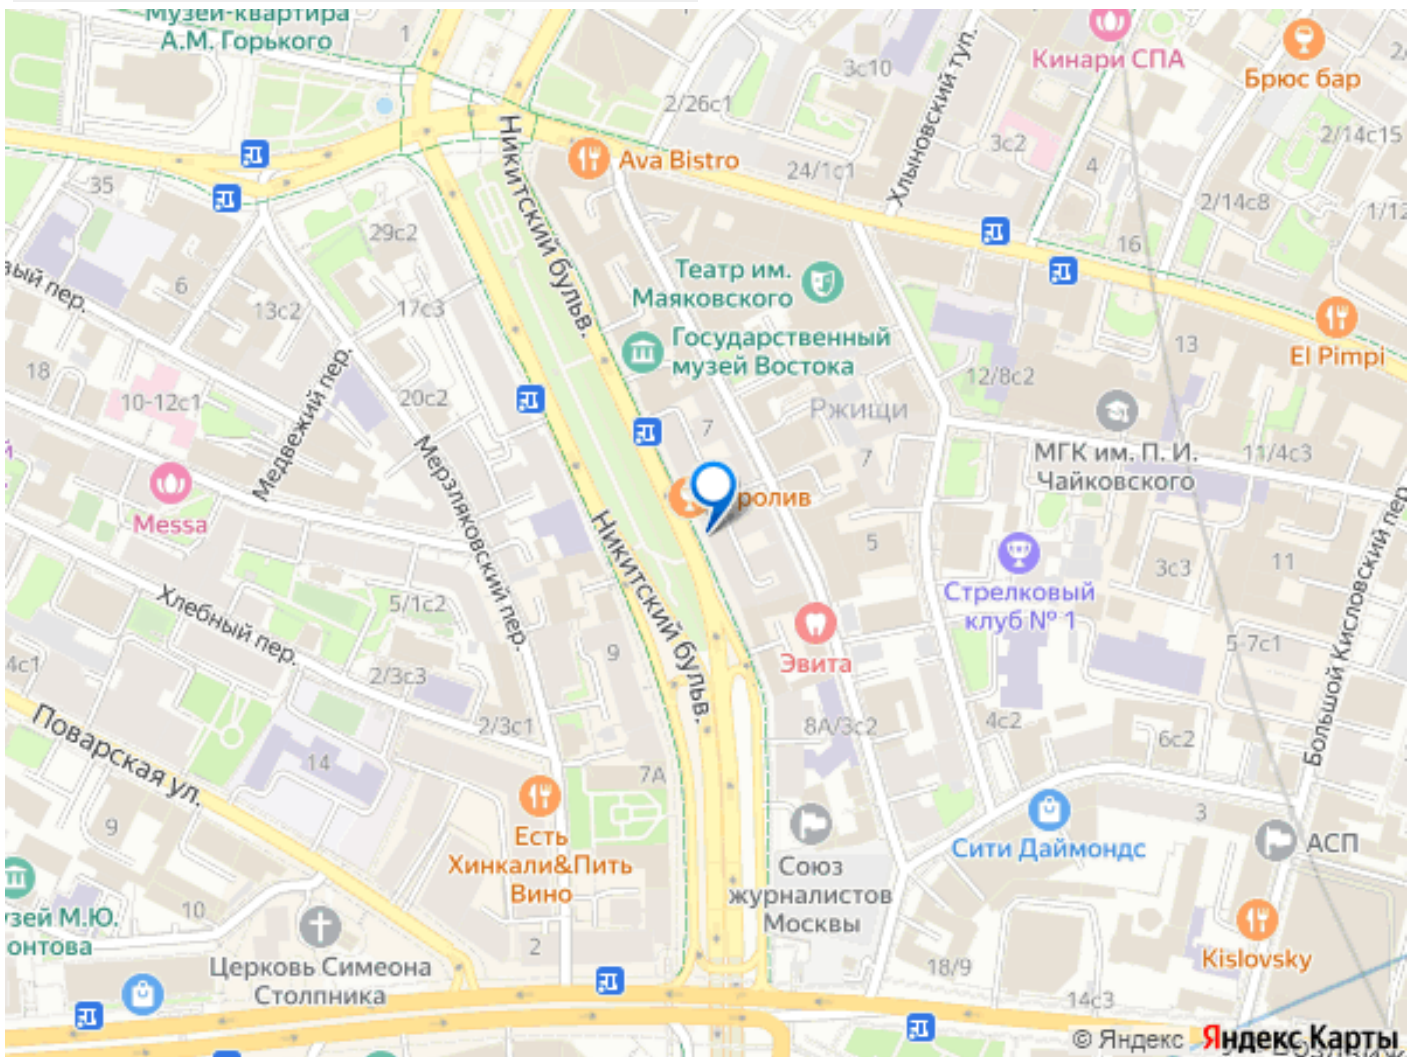 Музей-квартира
А.М. Горького
1
3с10
Хлыновский туп.
Кинари СПА
Брюс бар
2/26с1
2/14с15
3с2
4
Ava Bistro
24/1с1
35
2/14с8
1/12
Никитский бульв.
29с2
16
6
13с2
17с3
Театр им.
Маяковского
Государственный
музей Востока
El Pimpi
13
18
10-12с1
Медвежий пер.
20с2
12/8с2
Ржищи
7
7
МГК им. П. И.
Чайковского
11/4с3
Мерзляковский пер.
Messa
5
11
3с3
Стрелковый
клуб № 1
Хлебный пер.
5/1с2
Никитский бульв.
9
Эвита
5-7с1
Большой Кисловский пер.
4с1
2/3с3
2/3с1
8А/3с2
4с2
6с2
Поварская ул.
14
7А
9
3
Есть
Хинкали&Пить
Вино
Сити Даймондс
АСП
Союз
журналистов
Москвы
10
2
Церковь Симеона
Столпника
18/9
Kislovsky
14с3
© Яндекс Яндекс Карты